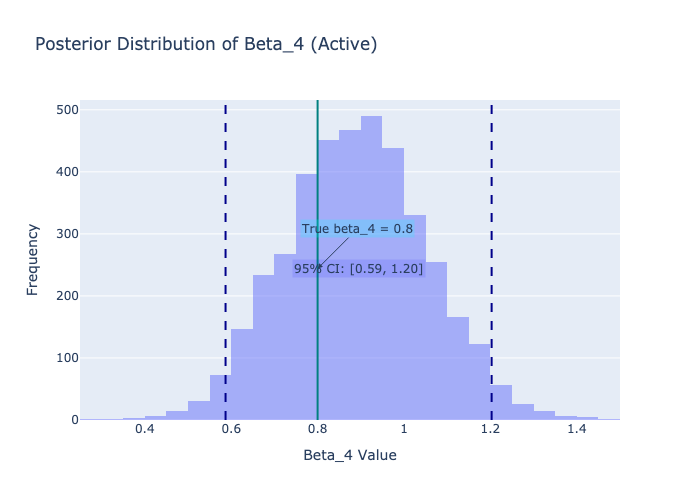 Posterior Distribution of Beta_4 (Active)
500
400
300
200
100
0
Frequency
True beta_4 = 0.8
95% CI: [0.59, 1.20]
0.4
0.6
0.8
1
1.2
1.4
Beta_4 Value